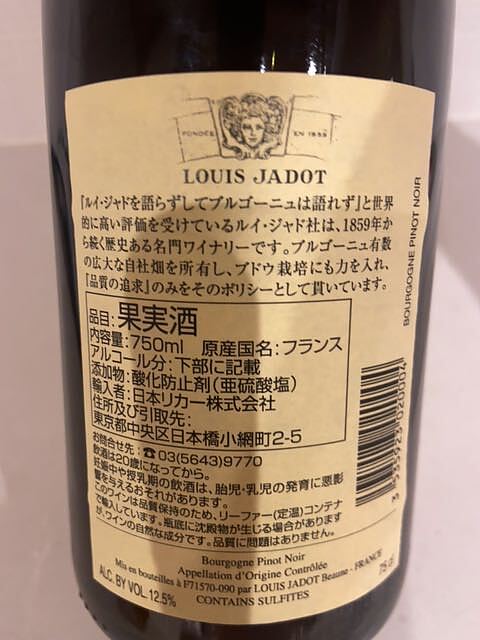 FONDÉE EN 1859
LOUIS JADOT
『ルイ・ジャドを語らずしてブルゴーニュは語れず』と世界
的に高い評価を受けているルイ・ジャド社は、1859年か
ら続く歴史ある名門ワイナリーです。ブルゴーニュ有数
の広大な自社畑を所有し、ブドウ栽培にも力を入れ、
『品質の追求』のみをそのポリシーとして貫いています。
品目：果実酒
内容量：750ml 原産国名：フランス
アルコール分：下部に記載
添加物：酸化防止剤（亜硫酸塩）
輸入者：日本リカー株式会社
住所及び引取先：
東京都中央区日本橋小網町2-5
お問合せ先：☎03(5643)9770
飲酒は20歳になってから。
妊娠中や授乳期の飲酒は、胎児・乳児の発育に悪影
響を与えるおそれがあります。
このワインは品質保持のため、リーファー（定温）コンテナ
で輸入しています。瓶底に沈殿物が生じる場合があります
が、ワインの自然な成分です。品質に問題はありません。
Bourgogne Pinot Noir
Appellation d'Origine Contrôlée
Mis en bouteilles à F71570-090 par LOUIS JADOT Beaune - FRANCE
ALC. BY VOL. 12.5% CONTAINS SULFITES 75 cl
BOURGOGNE PINOT NOIR